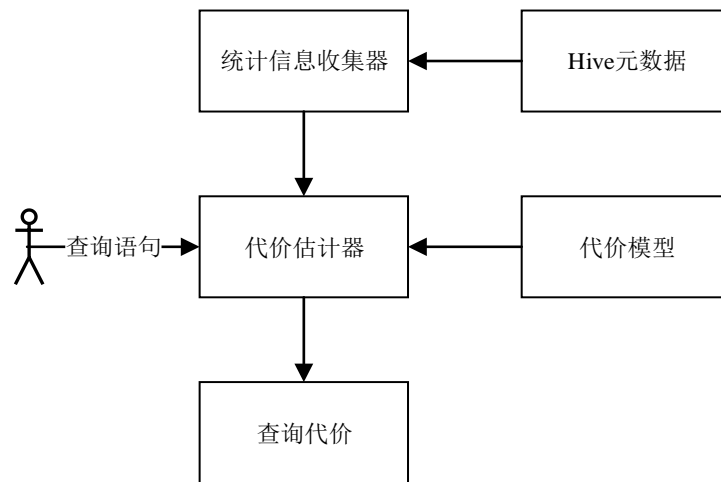 统计信息收集器
Hive元数据
查询语句
代价估计器
代价模型
查询代价